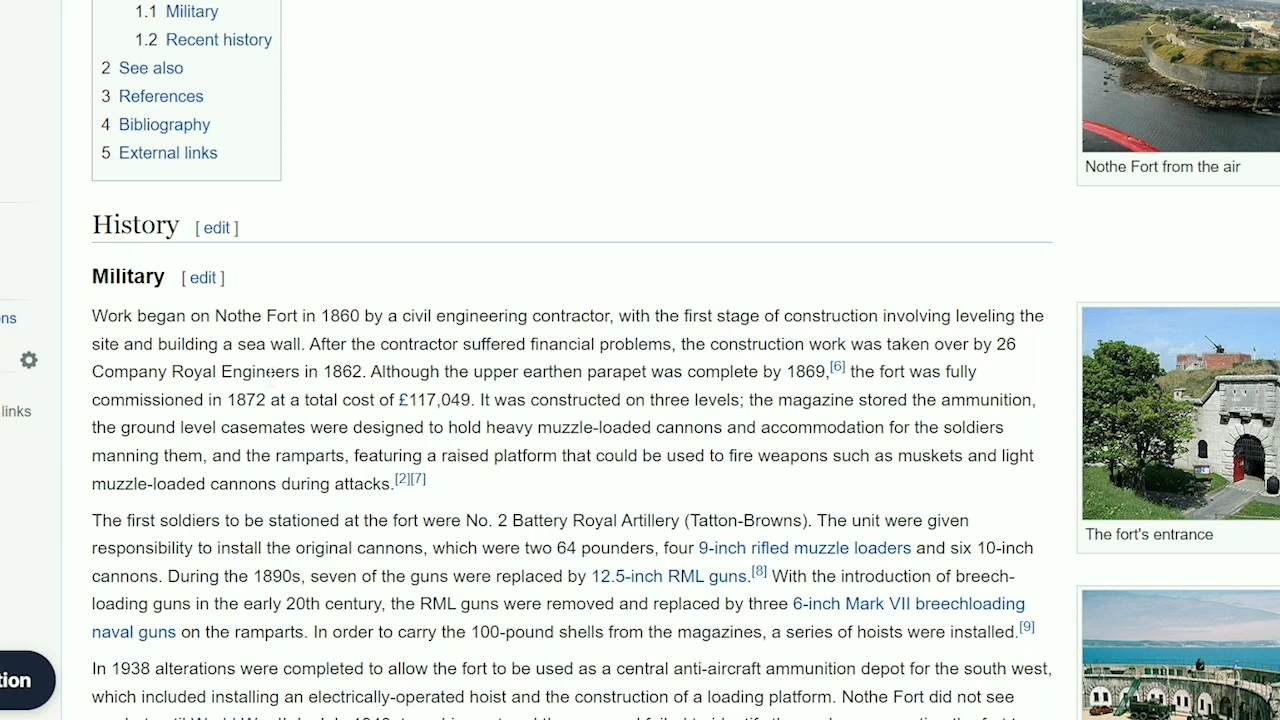 1.1 Military
1.2 Recent history
2 See also
3 References
4 Bibliography
5 External links
Nothe Fort from the air
History [ edit ]
Military [ edit ]
Work began on Nothe Fort in 1860 by a civil engineering contractor, with the first stage of construction involving leveling the
site and building a sea wall. After the contractor suffered financial problems, the construction work was taken over by 26
Company Royal Engineers in 1862. Although the upper earthen parapet was complete by 1869,[6] the fort was fully
commissioned in 1872 at a total cost of £117,049. It was constructed on three levels; the magazine stored the ammunition,
the ground level casemates were designed to hold heavy muzzle-loaded cannons and accommodation for the soldiers
manning them, and the ramparts, featuring a raised platform that could be used to fire weapons such as muskets and light
muzzle-loaded cannons during attacks.[2][7]
The first soldiers to be stationed at the fort were No. 2 Battery Royal Artillery (Tatton-Browns). The unit were given
responsibility to install the original cannons, which were two 64 pounders, four 9-inch rifled muzzle loaders and six 10-inch
cannons. During the 1890s, seven of the guns were replaced by 12.5-inch RML guns.[8] With the introduction of breech-
loading guns in the early 20th century, the RML guns were removed and replaced by three 6-inch Mark VII breechloading
naval guns on the ramparts. In order to carry the 100-pound shells from the magazines, a series of hoists were installed.[9]
In 1938 alterations were completed to allow the fort to be used as a central anti-aircraft ammunition depot for the south west,
which included installing an electrically-operated hoist and the construction of a loading platform. Nothe Fort did not see
The fort's entrance
ons
links
tion